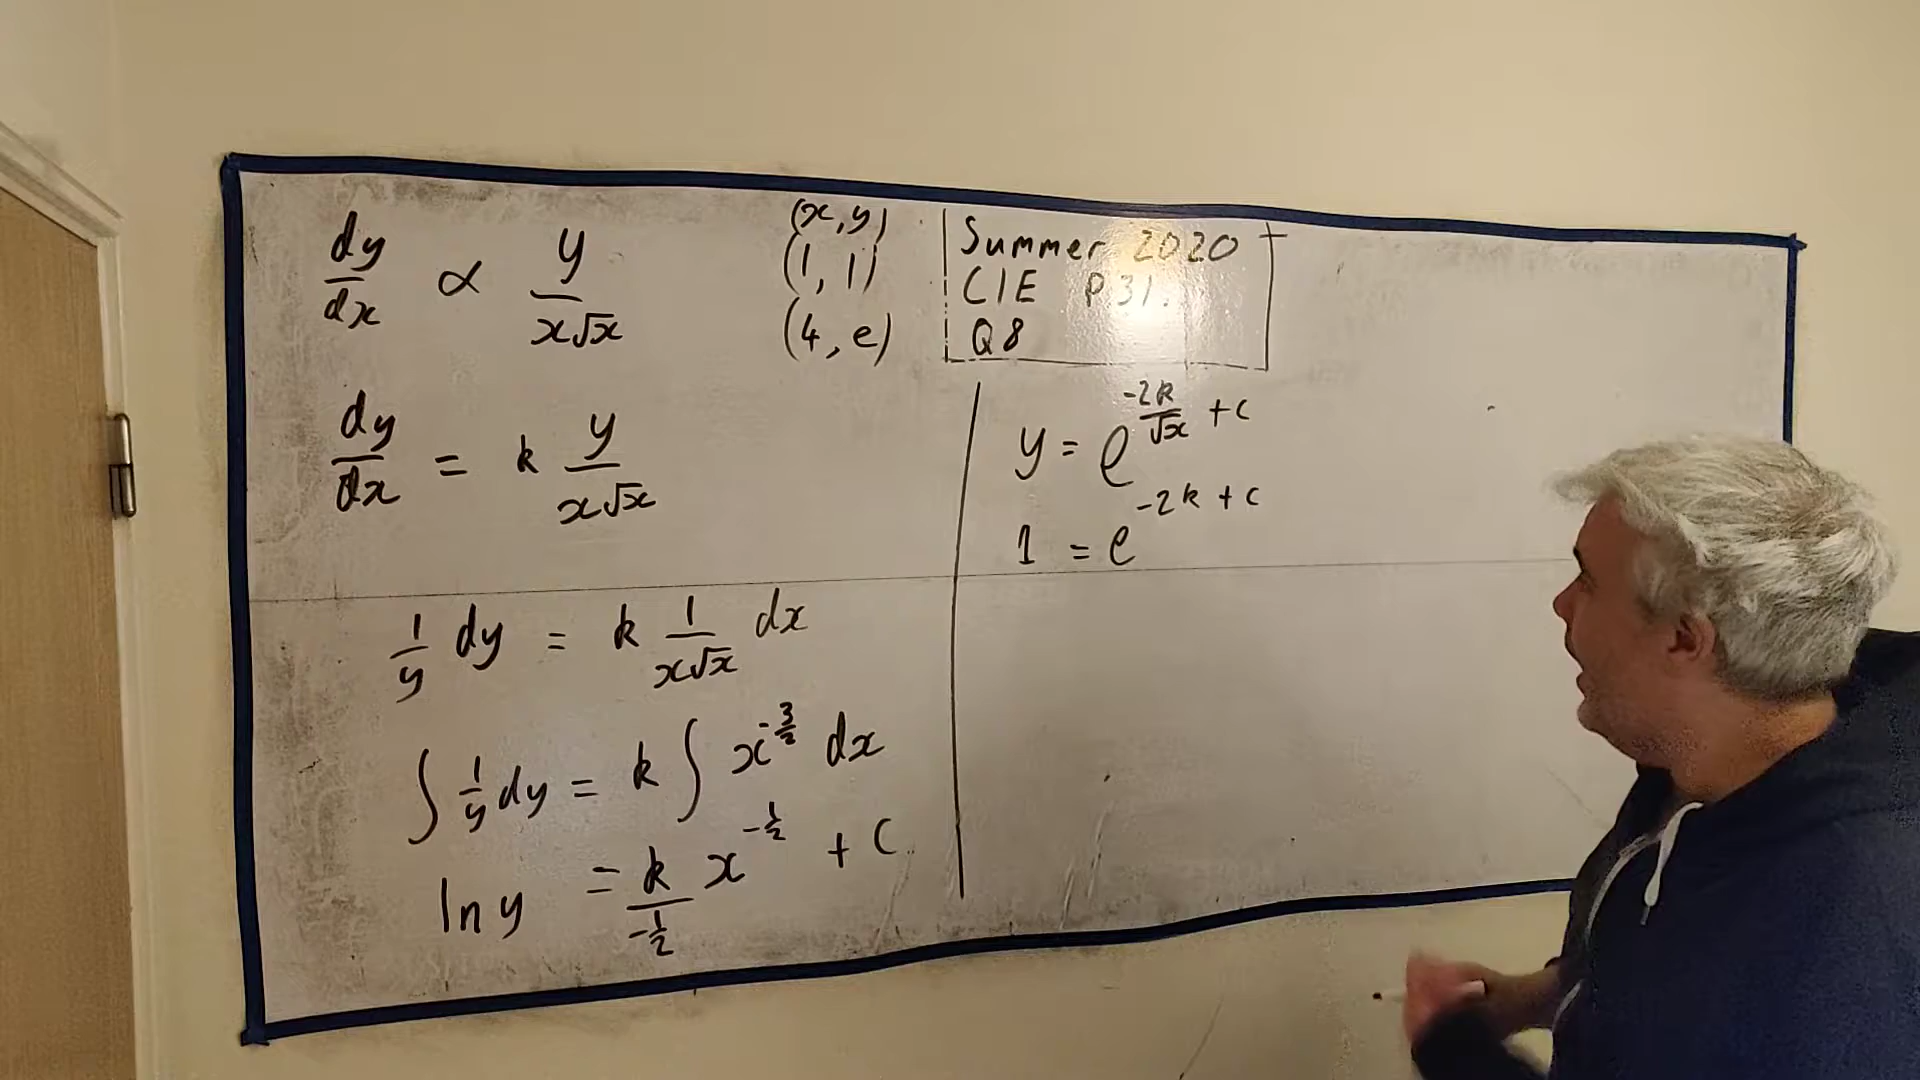 dy/dx ∝ y/(x√x)
(x, y)
(1, 1)
(4, e)
Summer 2020
CIE P31.
Q8
dy/dx = k y/(x√x)
1/y dy = k 1/(x√x) dx
∫ 1/y dy = k ∫ x^(-3/2) dx
ln y = k/(-1/2) x^(-1/2) + c
y = e^(-2k/√x + c)
1 = e^(-2k + c)